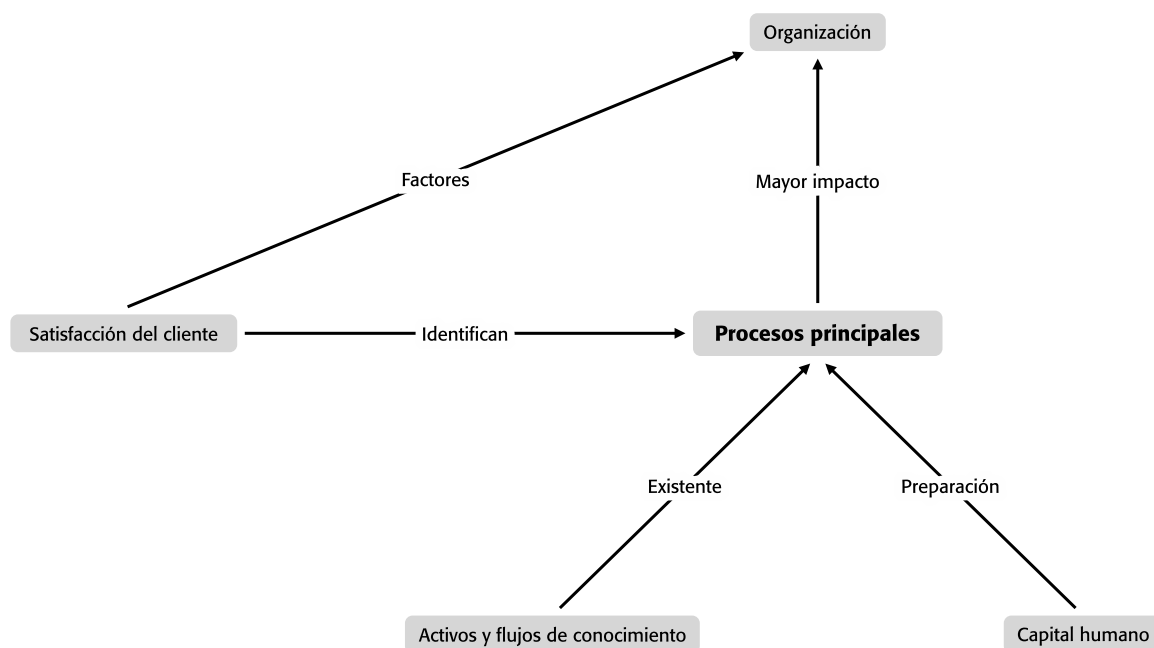 Organización
Factores
Mayor impacto
Satisfacción del cliente
Identifican
Procesos principales
Existente
Preparación
Activos y flujos de conocimiento
Capital humano